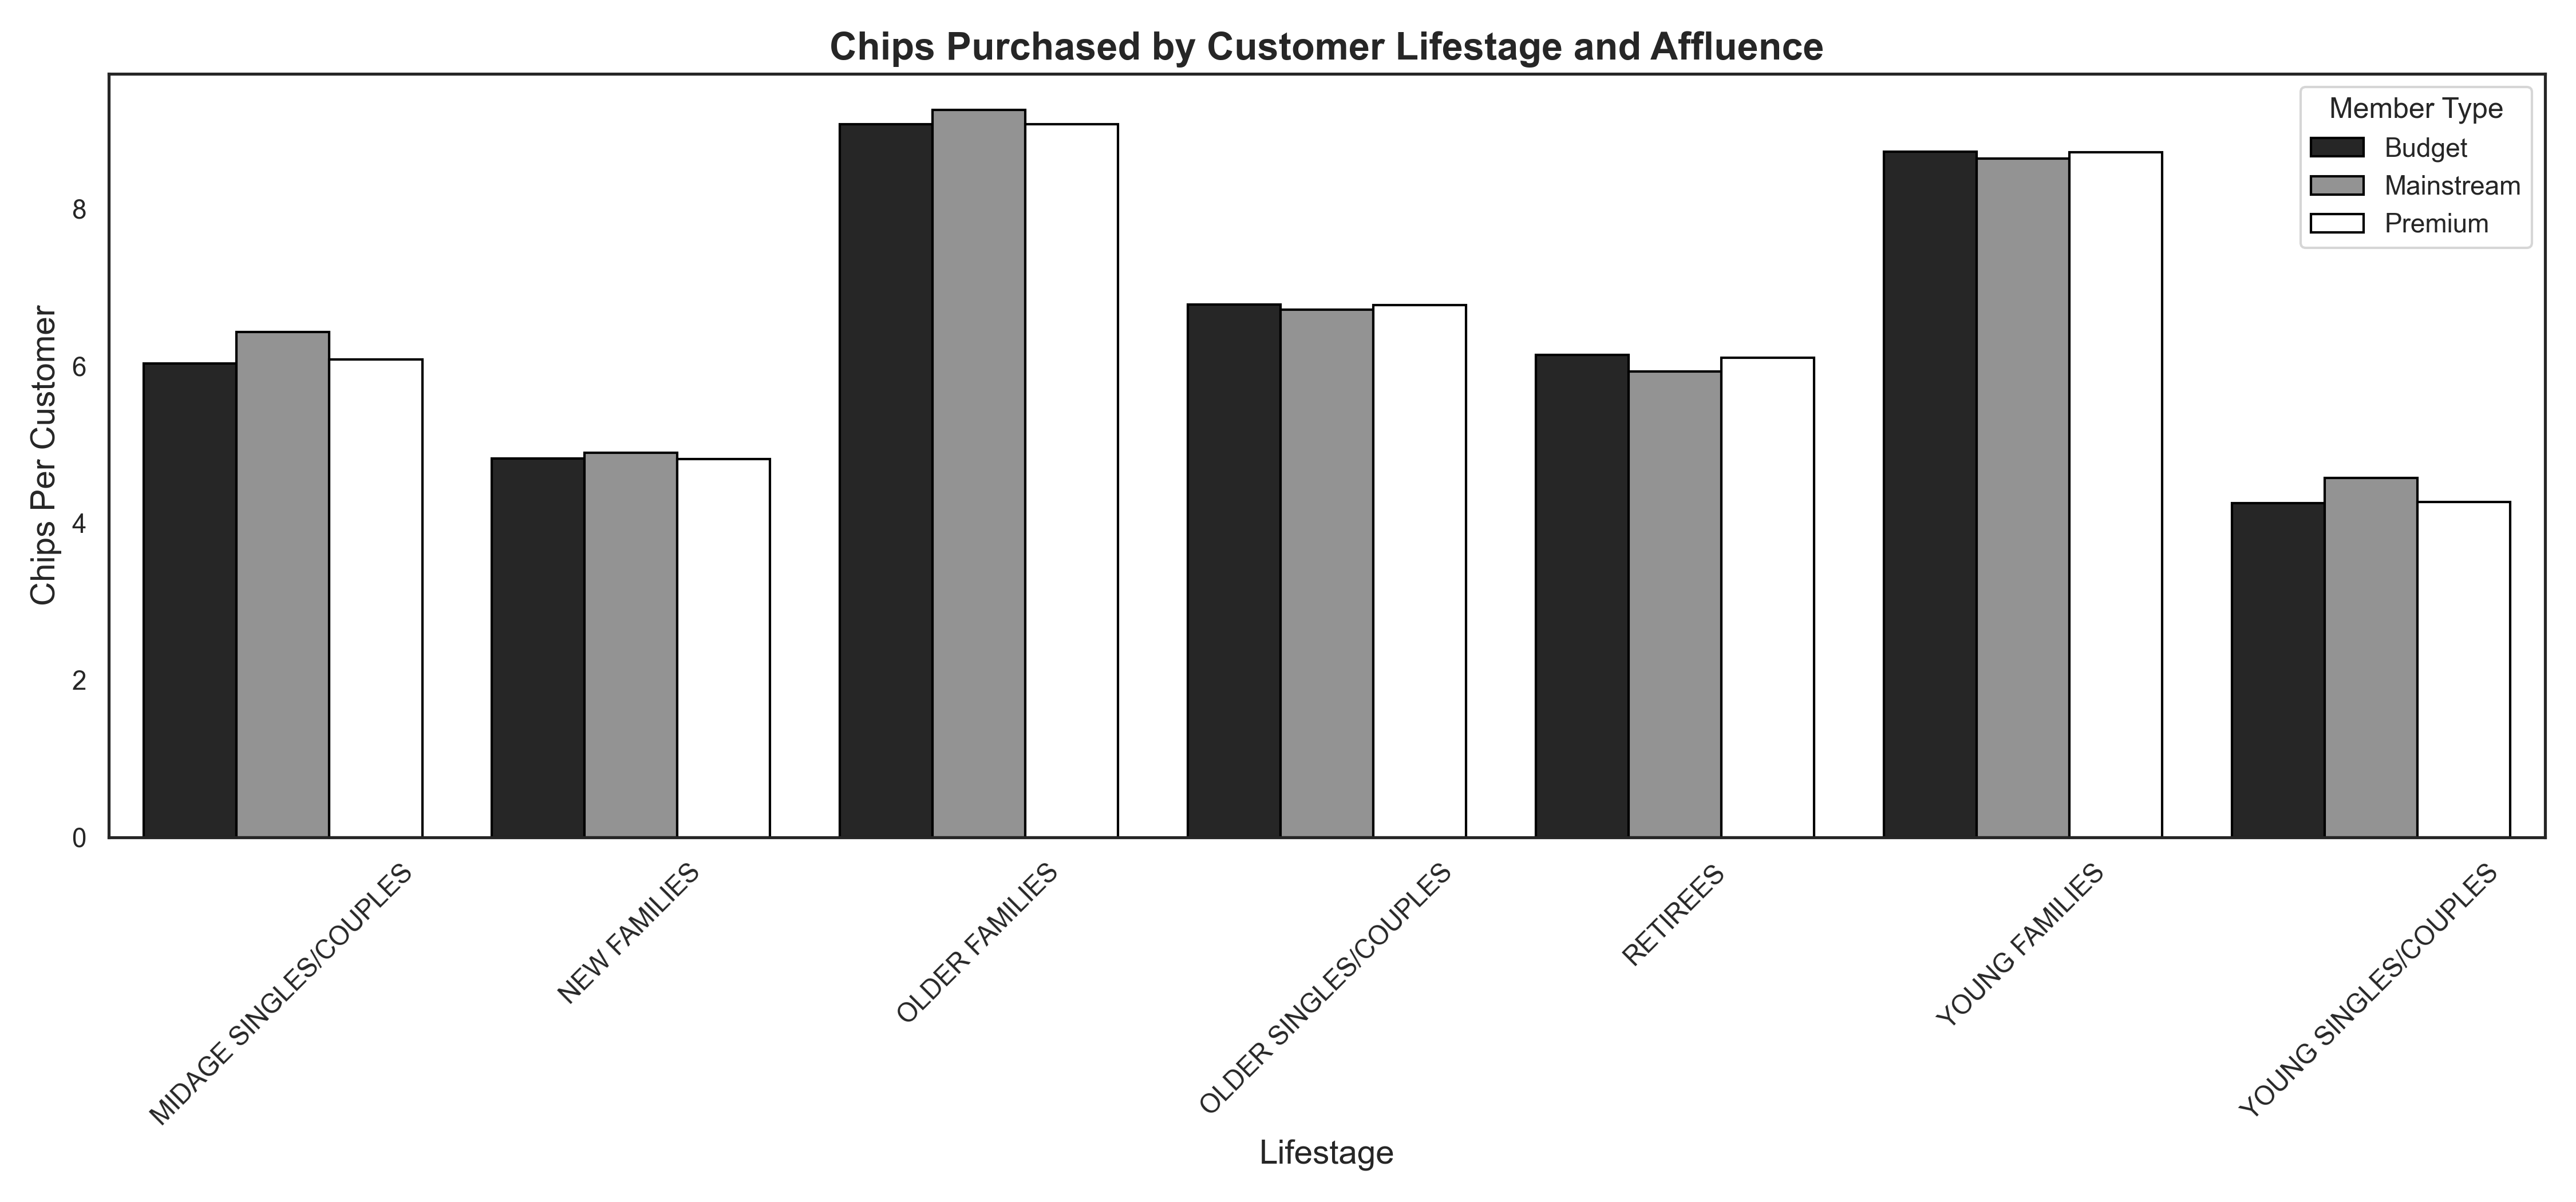 Chips Purchased by Customer Lifestage and Affluence
Member Type
Budget
Mainstream
Premium
Chips Per Customer
8
6
4
2
0
MIDAGE SINGLES/COUPLES
NEW FAMILIES
OLDER FAMILIES
OLDER SINGLES/COUPLES
RETIREES
YOUNG FAMILIES
YOUNG SINGLES/COUPLES
Lifestage